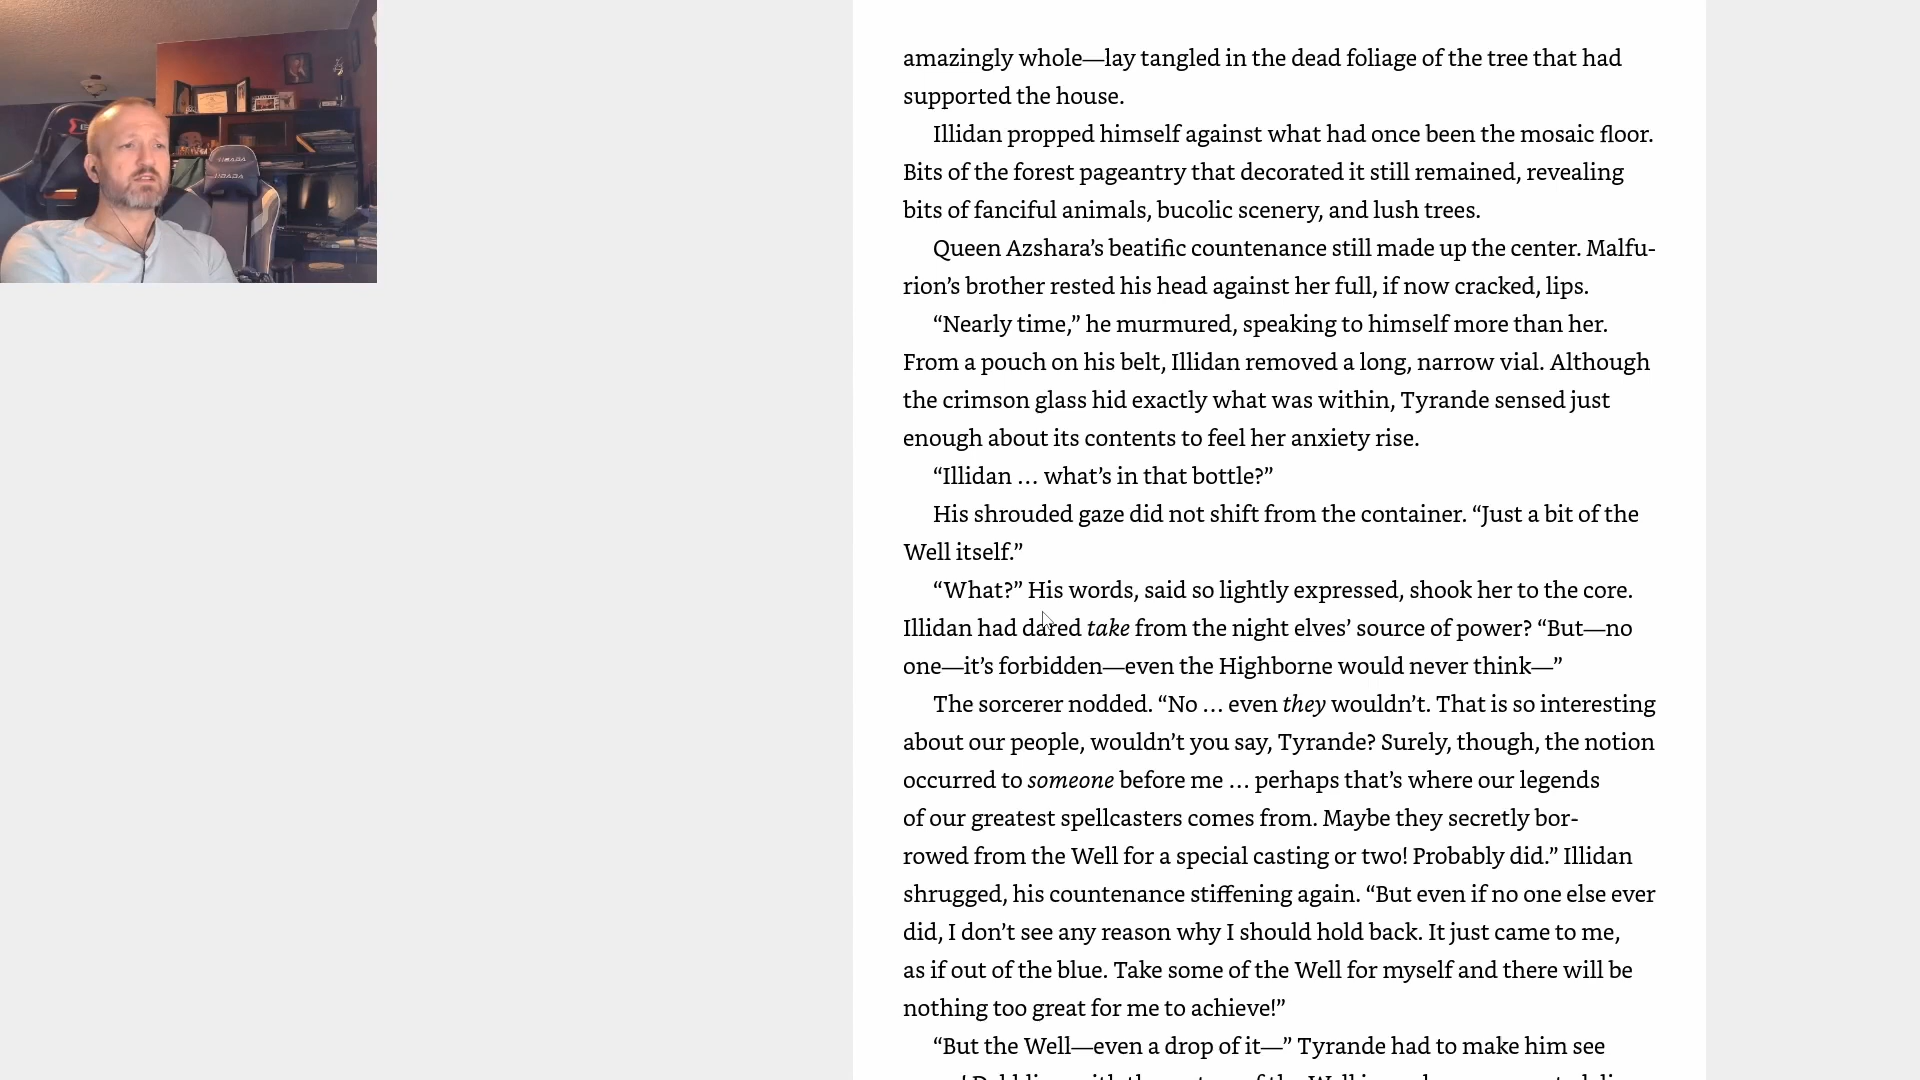 amazingly whole—lay tangled in the dead foliage of the tree that had
supported the house.
Illidan propped himself against what had once been the mosaic floor.
Bits of the forest pageantry that decorated it still remained, revealing
bits of fanciful animals, bucolic scenery, and lush trees.
Queen Azshara’s beatific countenance still made up the center. Malfu-
rion’s brother rested his head against her full, if now cracked, lips.
“Nearly time,” he murmured, speaking to himself more than her.
From a pouch on his belt, Illidan removed a long, narrow vial. Although
the crimson glass hid exactly what was within, Tyrande sensed just
enough about its contents to feel her anxiety rise.
“Illidan … what’s in that bottle?”
His shrouded gaze did not shift from the container. “Just a bit of the
Well itself.”
“What?” His words, said so lightly expressed, shook her to the core.
Illidan had dared take from the night elves’ source of power? “But—no
one—it’s forbidden—even the Highborne would never think—”
The sorcerer nodded. “No … even they wouldn’t. That is so interesting
about our people, wouldn’t you say, Tyrande? Surely, though, the notion
occurred to someone before me … perhaps that’s where our legends
of our greatest spellcasters comes from. Maybe they secretly bor-
rowed from the Well for a special casting or two! Probably did.” Illidan
shrugged, his countenance stiffening again. “But even if no one else ever
did, I don’t see any reason why I should hold back. It just came to me,
as if out of the blue. Take some of the Well for myself and there will be
nothing too great for me to achieve!”
“But the Well—even a drop of it—” Tyrande had to make him see